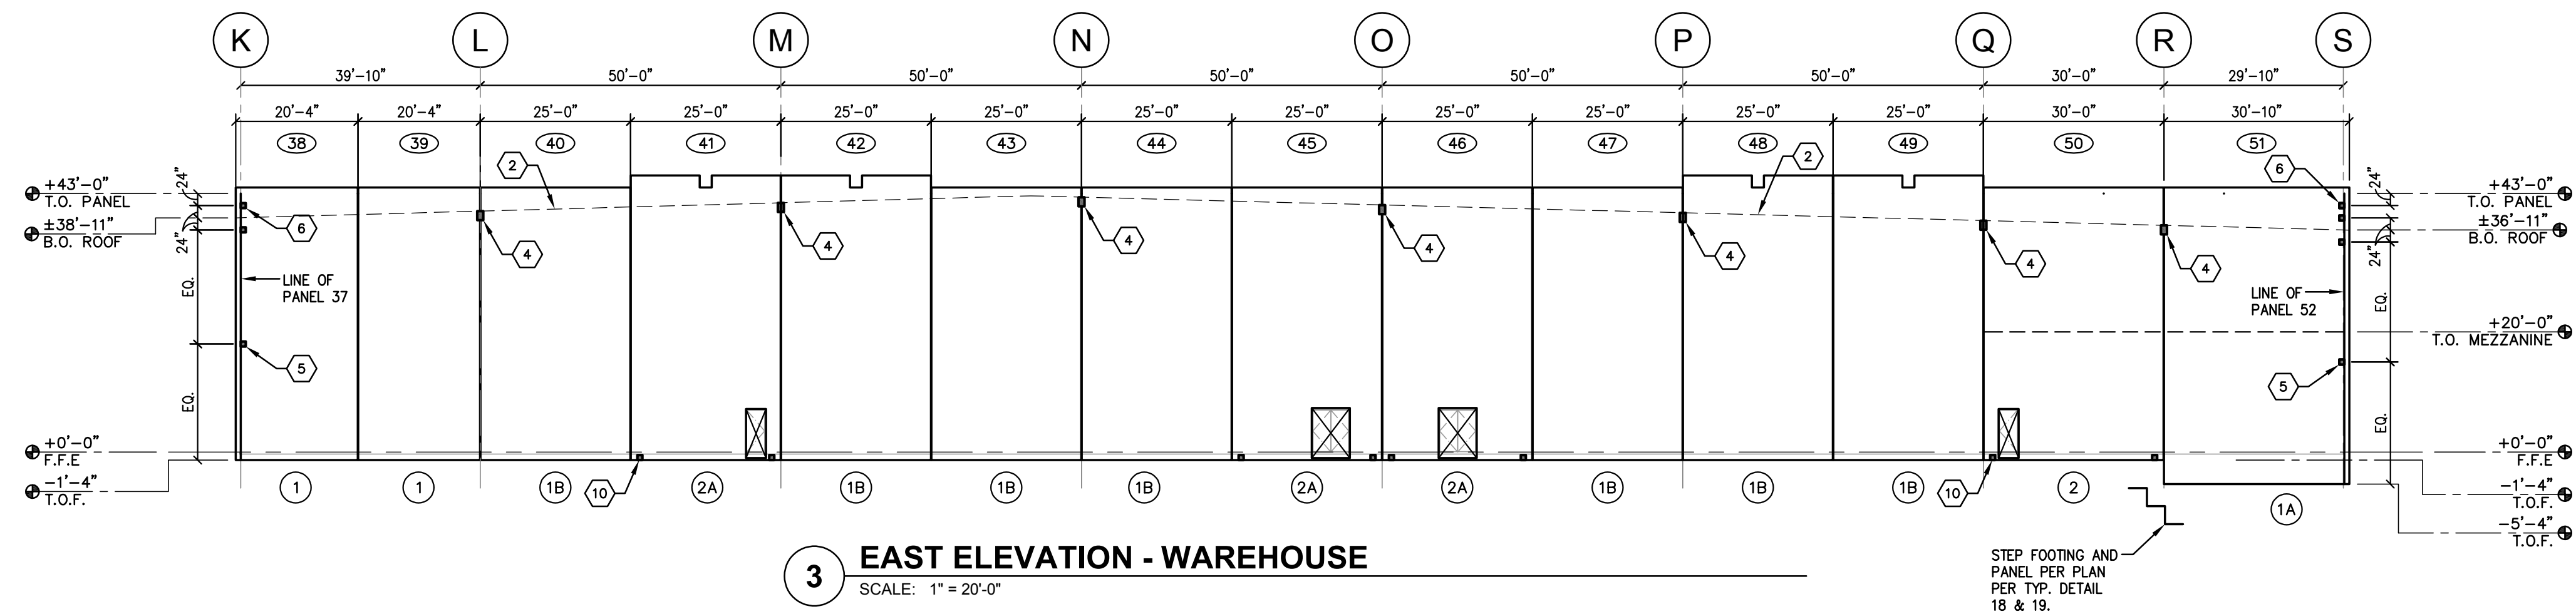 K L M N O P Q R S
39'-10" 50'-0" 50'-0" 50'-0" 50'-0" 50'-0" 30'-0" 29'-10"
20'-4" 20'-4" 25'-0" 25'-0" 25'-0" 25'-0" 25'-0" 25'-0" 25'-0" 25'-0" 25'-0" 25'-0" 30'-0" 30'-10"
38 39 40 41 42 43 44 45 46 47 48 49 50 51
2 2
6
24" 24"
+43'-0"
T.O. PANEL
+43'-0"
T.O. PANEL
±38'-11"
B.O. ROOF
±36'-11"
B.O. ROOF
24" 24"
6
4 4 4 4 4 4 4
LINE OF
PANEL 37
LINE OF
PANEL 52
EQ. EQ.
+20'-0"
T.O. MEZZANINE
5 5
EQ. EQ.
+0'-0"
F.F.E
+0'-0"
F.F.E
-1'-4"
T.O.F.
-1'-4"
T.O.F.
-5'-4"
T.O.F.
1 1 1B 2A 1B 1B 1B 2A 2A 1B 1B 1B 2 1A
10 10
STEP FOOTING AND
PANEL PER PLAN
PER TYP. DETAIL
18 & 19.
3 EAST ELEVATION - WAREHOUSE
SCALE: 1" = 20'-0"